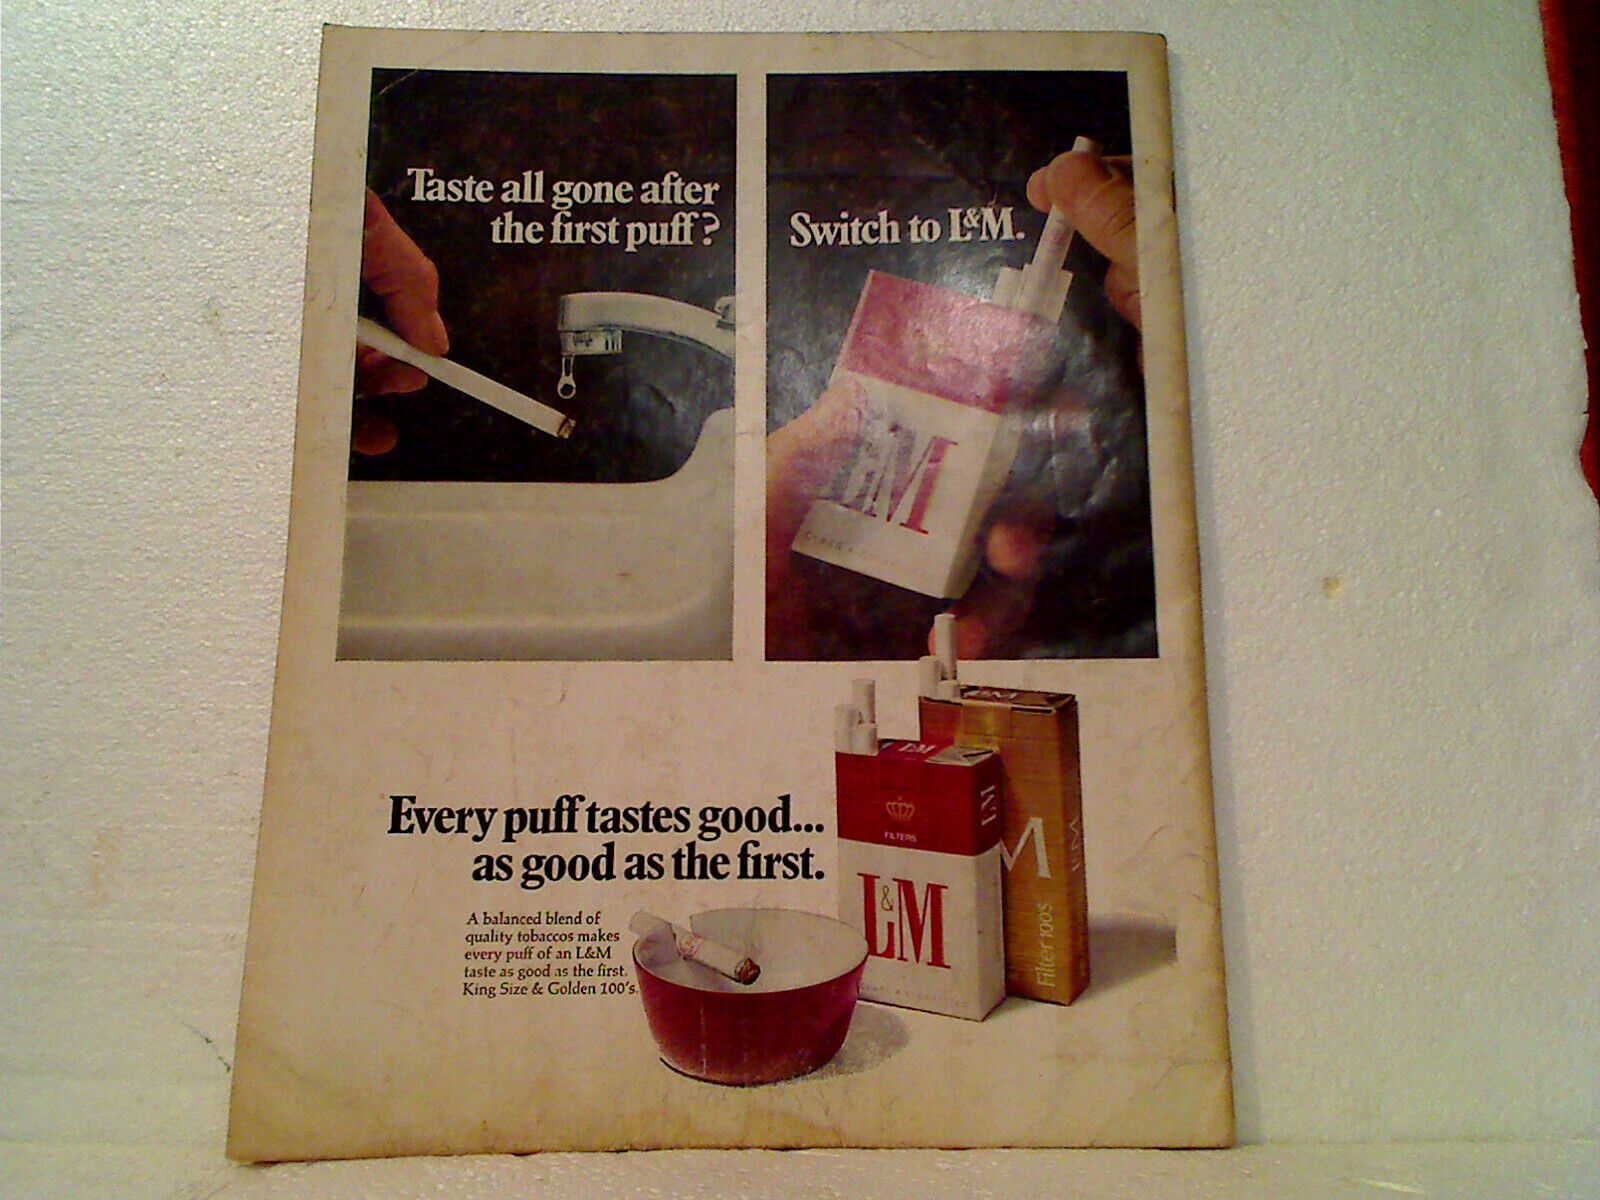 Taste all gone after
the first puff?
Switch to L&M.
L&M
Every puff tastes good...
as good as the first.
A balanced blend of
quality tobaccos makes
every puff of an L&M
taste as good as the first.
King Size & Golden 100's.
L&M
L&M
FILTERS
L&M
CLASS A CIGARETTES
L&M
M
L&M
Filter 100's